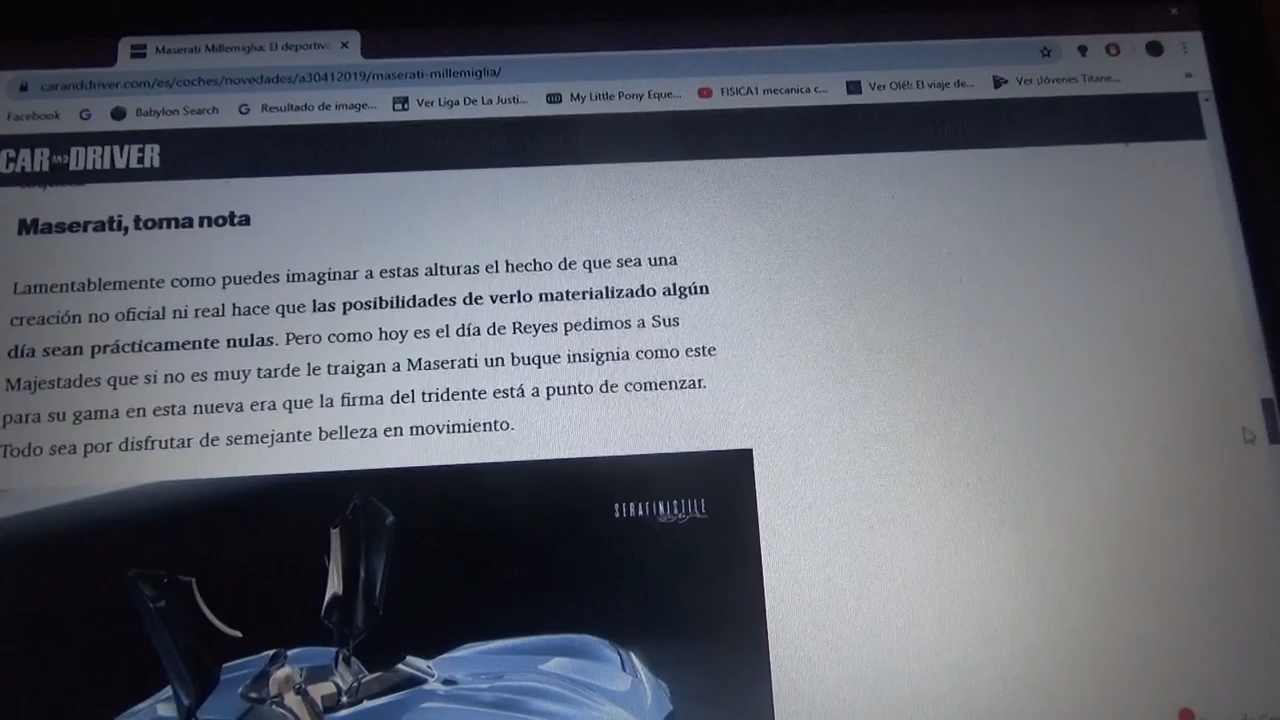 Maserati Millemiglia: El deportivo
caranddriver.com/es/coches/novedades/a30412019/maserati-millemiglia/
Facebook
Babylon Search
Resultado de image...
Ver Liga De La Justi...
My Little Pony Eque...
FISICA1 mecanica c...
Ver Olé!: El viaje de...
Ver ¡Jóvenes Titane...
CAR AND DRIVER
Maserati, toma nota
Lamentablemente como puedes imaginar a estas alturas el hecho de que sea una
creación no oficial ni real hace que las posibilidades de verlo materializado algún
día sean prácticamente nulas. Pero como hoy es el día de Reyes pedimos a Sus
Majestades que si no es muy tarde le traigan a Maserati un buque insignia como este
para su gama en esta nueva era que la firma del tridente está a punto de comenzar.
Todo sea por disfrutar de semejante belleza en movimiento.
SERAFINISTILE